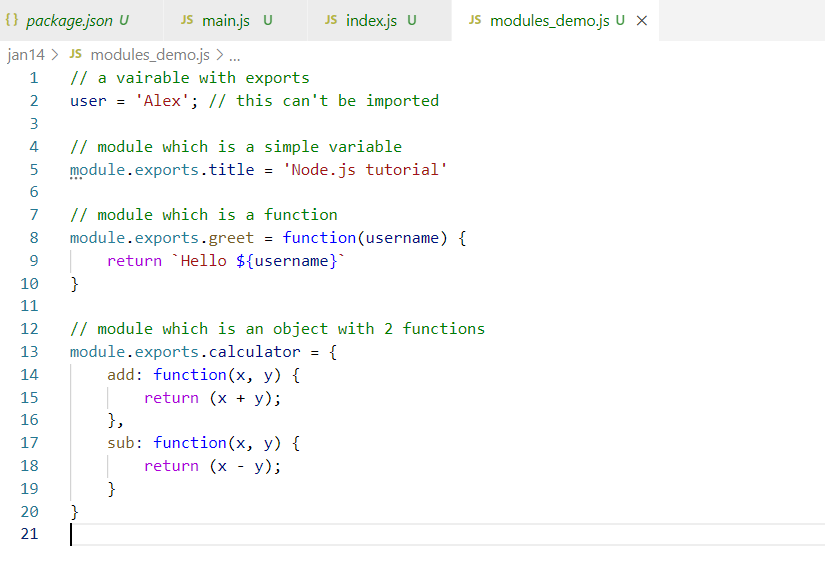 {} package.json U JS main.js U JS index.js U JS modules_demo.js U ×
jan14 > JS modules_demo.js > ...
1 // a vairable with exports
2 user = 'Alex'; // this can't be imported
3
4 // module which is a simple variable
5 module.exports.title = 'Node.js tutorial'
6
7 // module which is a function
8 module.exports.greet = function(username) {
9     return `Hello ${username}`
10 }
11
12 // module which is an object with 2 functions
13 module.exports.calculator = {
14     add: function(x, y) {
15         return (x + y);
16     },
17     sub: function(x, y) {
18         return (x - y);
19     }
20 }
21